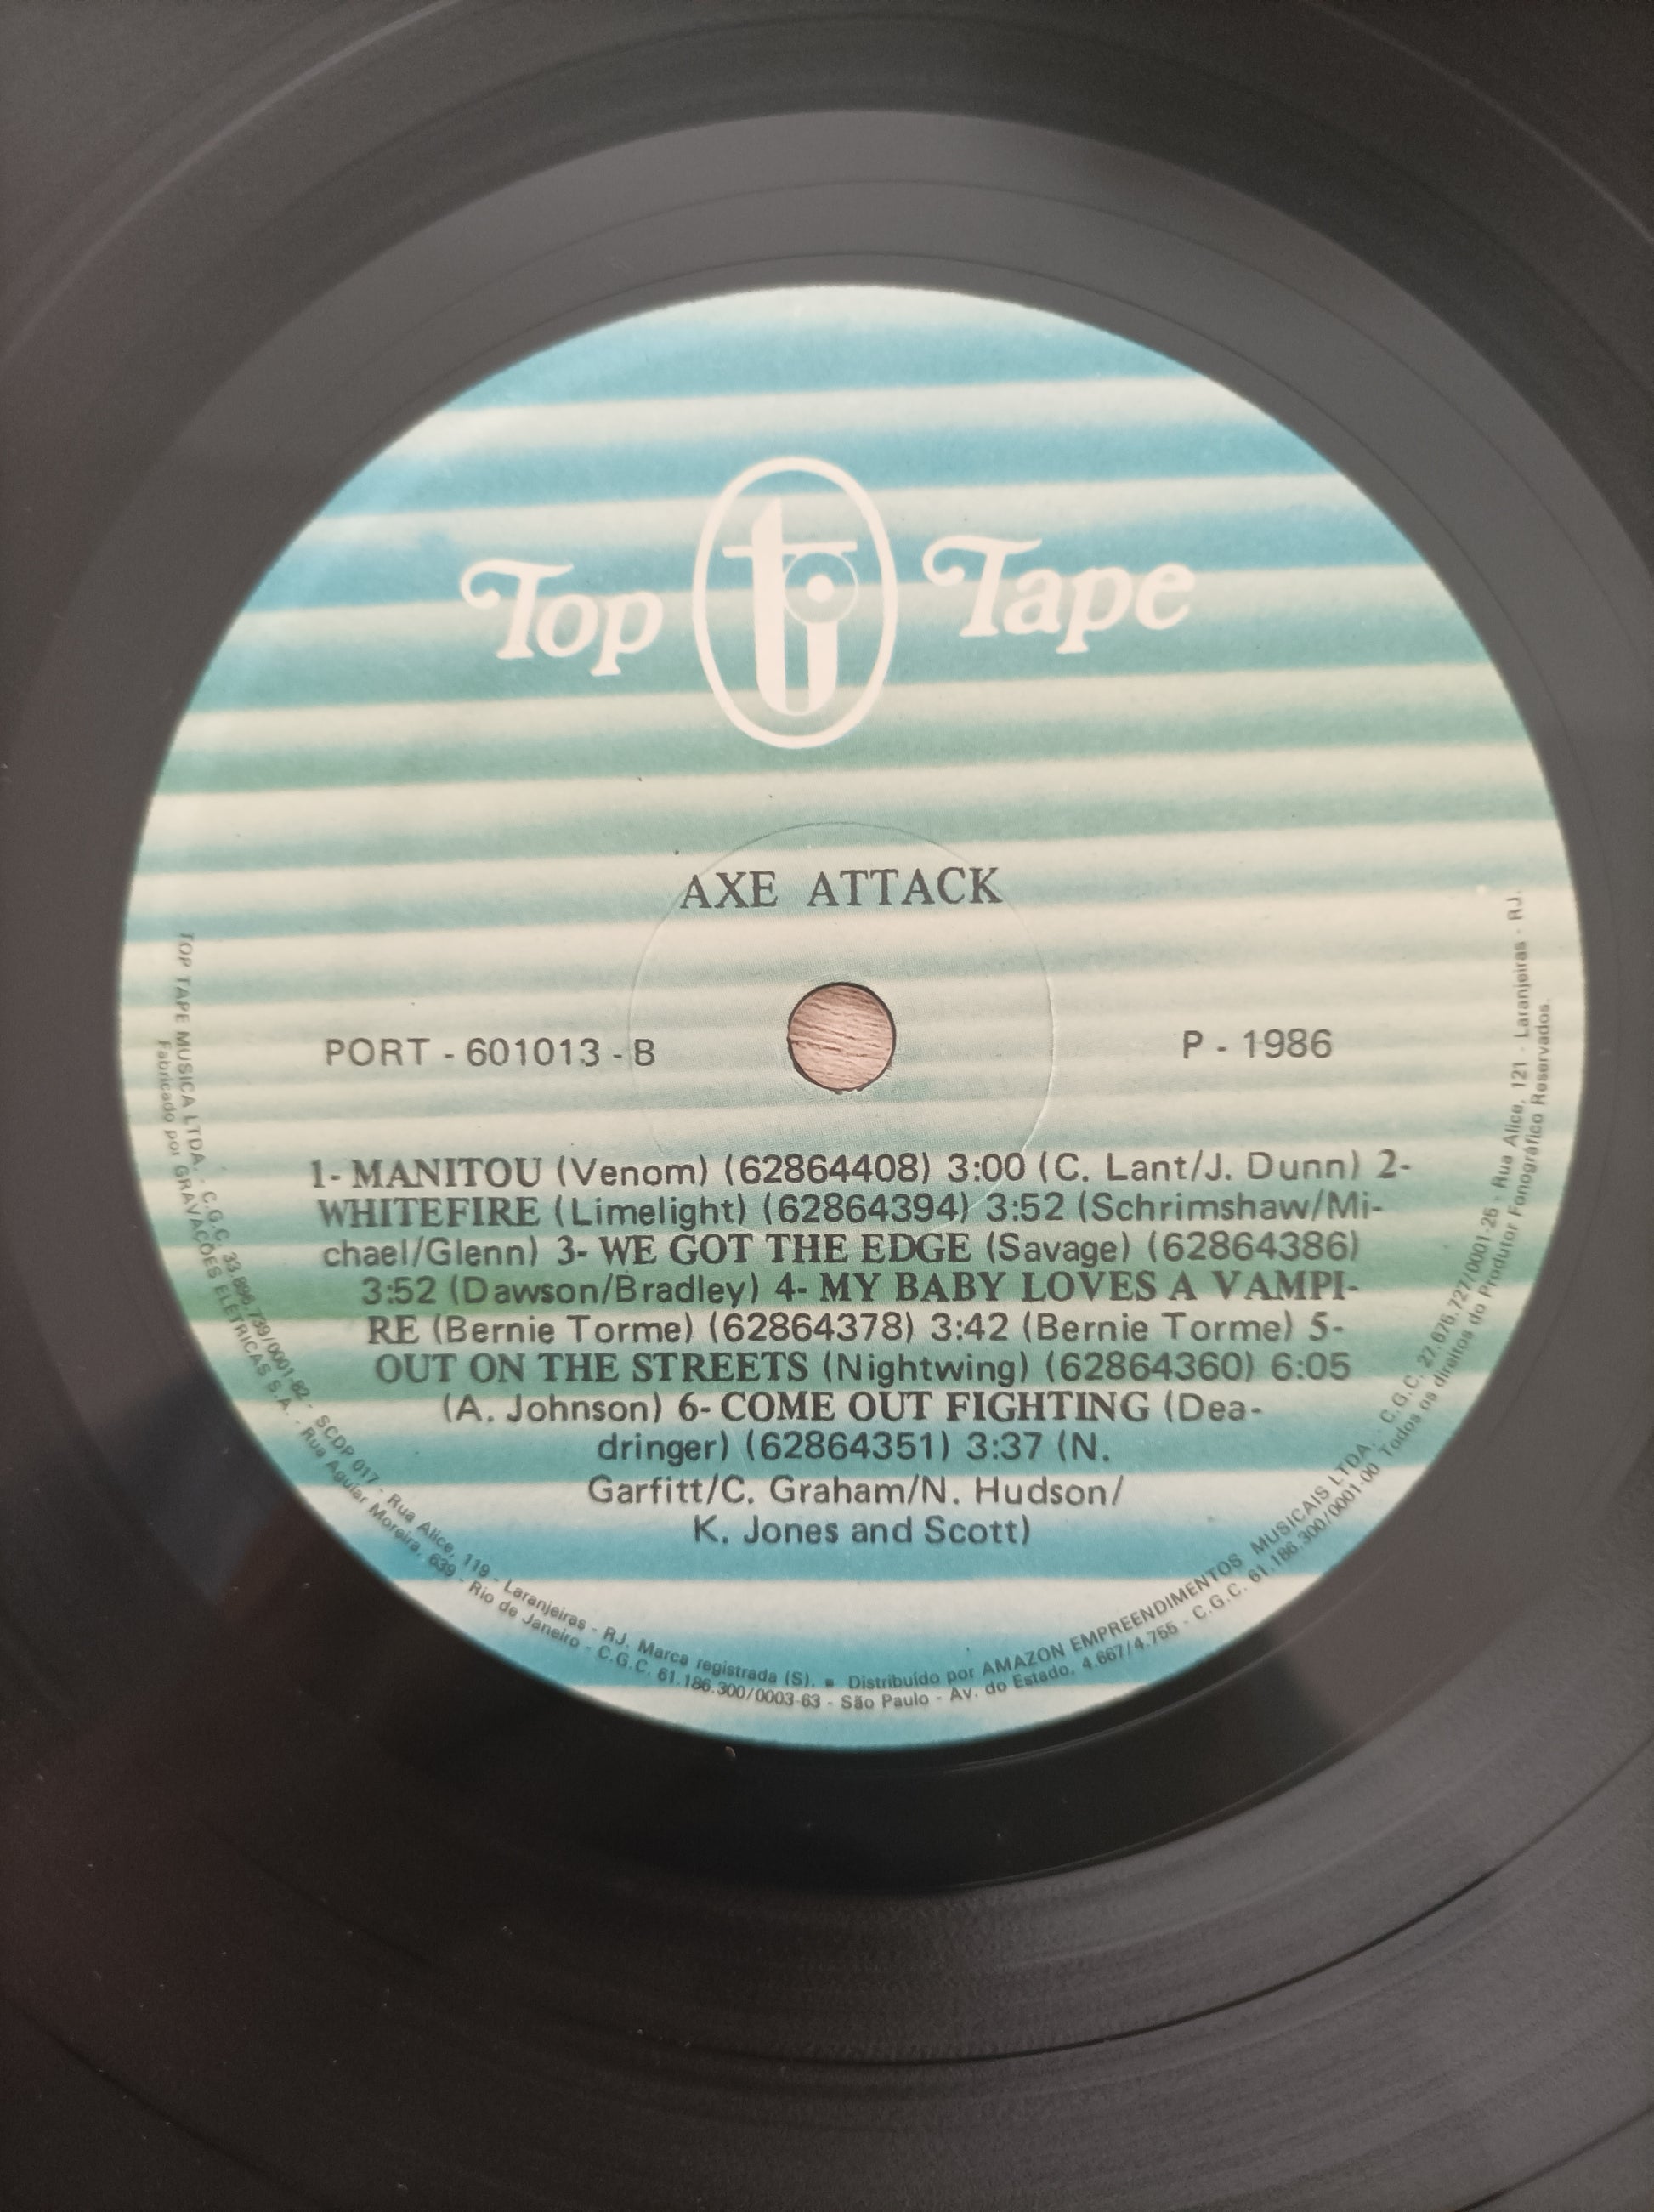 Top Tape
AXE ATTACK
PORT - 601013 - B
P - 1986
1- MANITOU (Venom) (62864408) 3:00 (C. Lant/J. Dunn) 2-
WHITEFIRE (Limelight) (62864394) 3:52 (Schrimshaw/Mi-
chael/Glenn) 3- WE GOT THE EDGE (Savage) (62864386)
3:52 (Dawson/Bradley) 4- MY BABY LOVES A VAMPI-
RE (Bernie Torme) (62864378) 3:42 (Bernie Torme) 5-
OUT ON THE STREETS (Nightwing) (62864360) 6:05
(A. Johnson) 6- COME OUT FIGHTING (Dea-
dringer) (62864351) 3:37 (N.
Garfitt/C. Graham/N. Hudson/
K. Jones and Scott)
TOP TAPE MUSICA LTDA. - C.G.C. 33.896.739/0001-62 - SCDP 017 - Rua Alice, 119 - Laranjeiras - RJ. Marca registrada (S). ■ Distribuído por AMAZON EMPREENDIMENTOS MUSICAIS LTDA. - C.G.C. 27.676.727/0001-26 - Rua Alice, 121 - Laranjeiras - RJ.
Fabricado por GRAVAÇÕES ELÉTRICAS S.A. - Rua Aguiar Moreira, 639 - Rio de Janeiro - C.G.C. 61.186.300/0003-63 - São Paulo - Av. do Estado, 4.667/4.755 - C.G.C. 61.186.300/0001-00 Todos os direitos do Produtor Fonográfico Reservados.